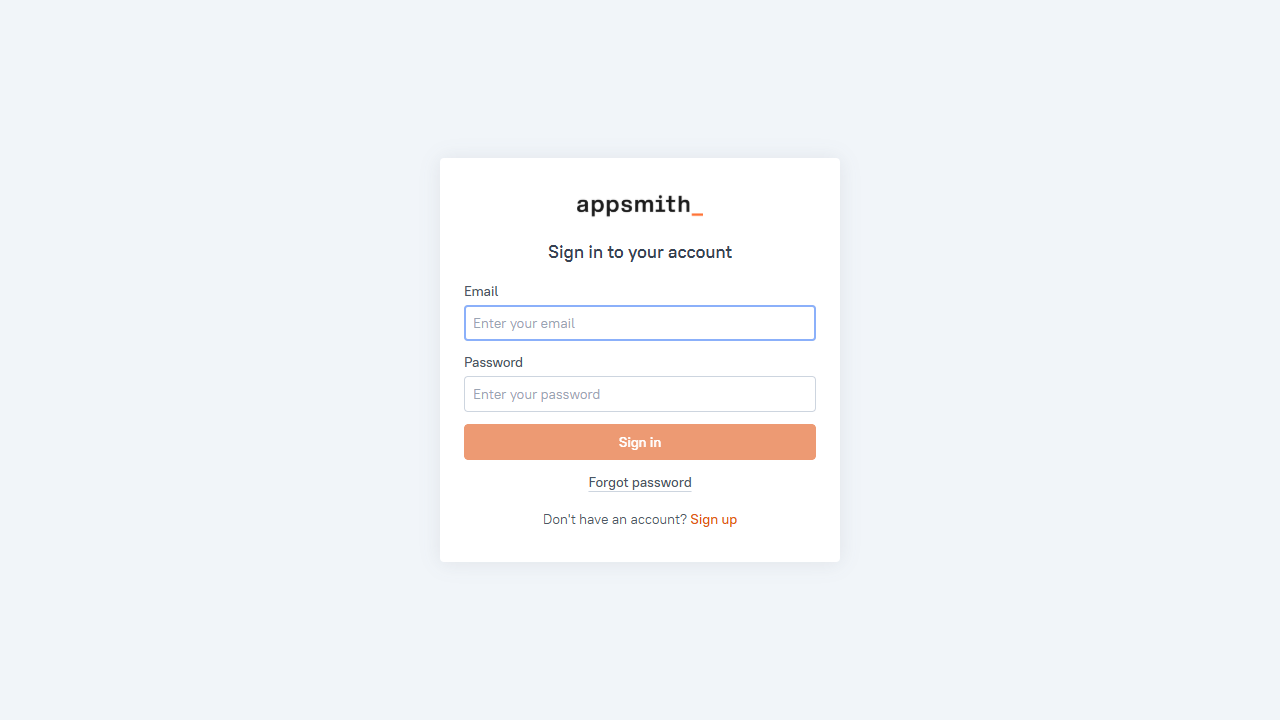 appsmith_
Sign in to your account
Email
Enter your email
Password
Enter your password
Sign in
Forgot password
Don't have an account? Sign up